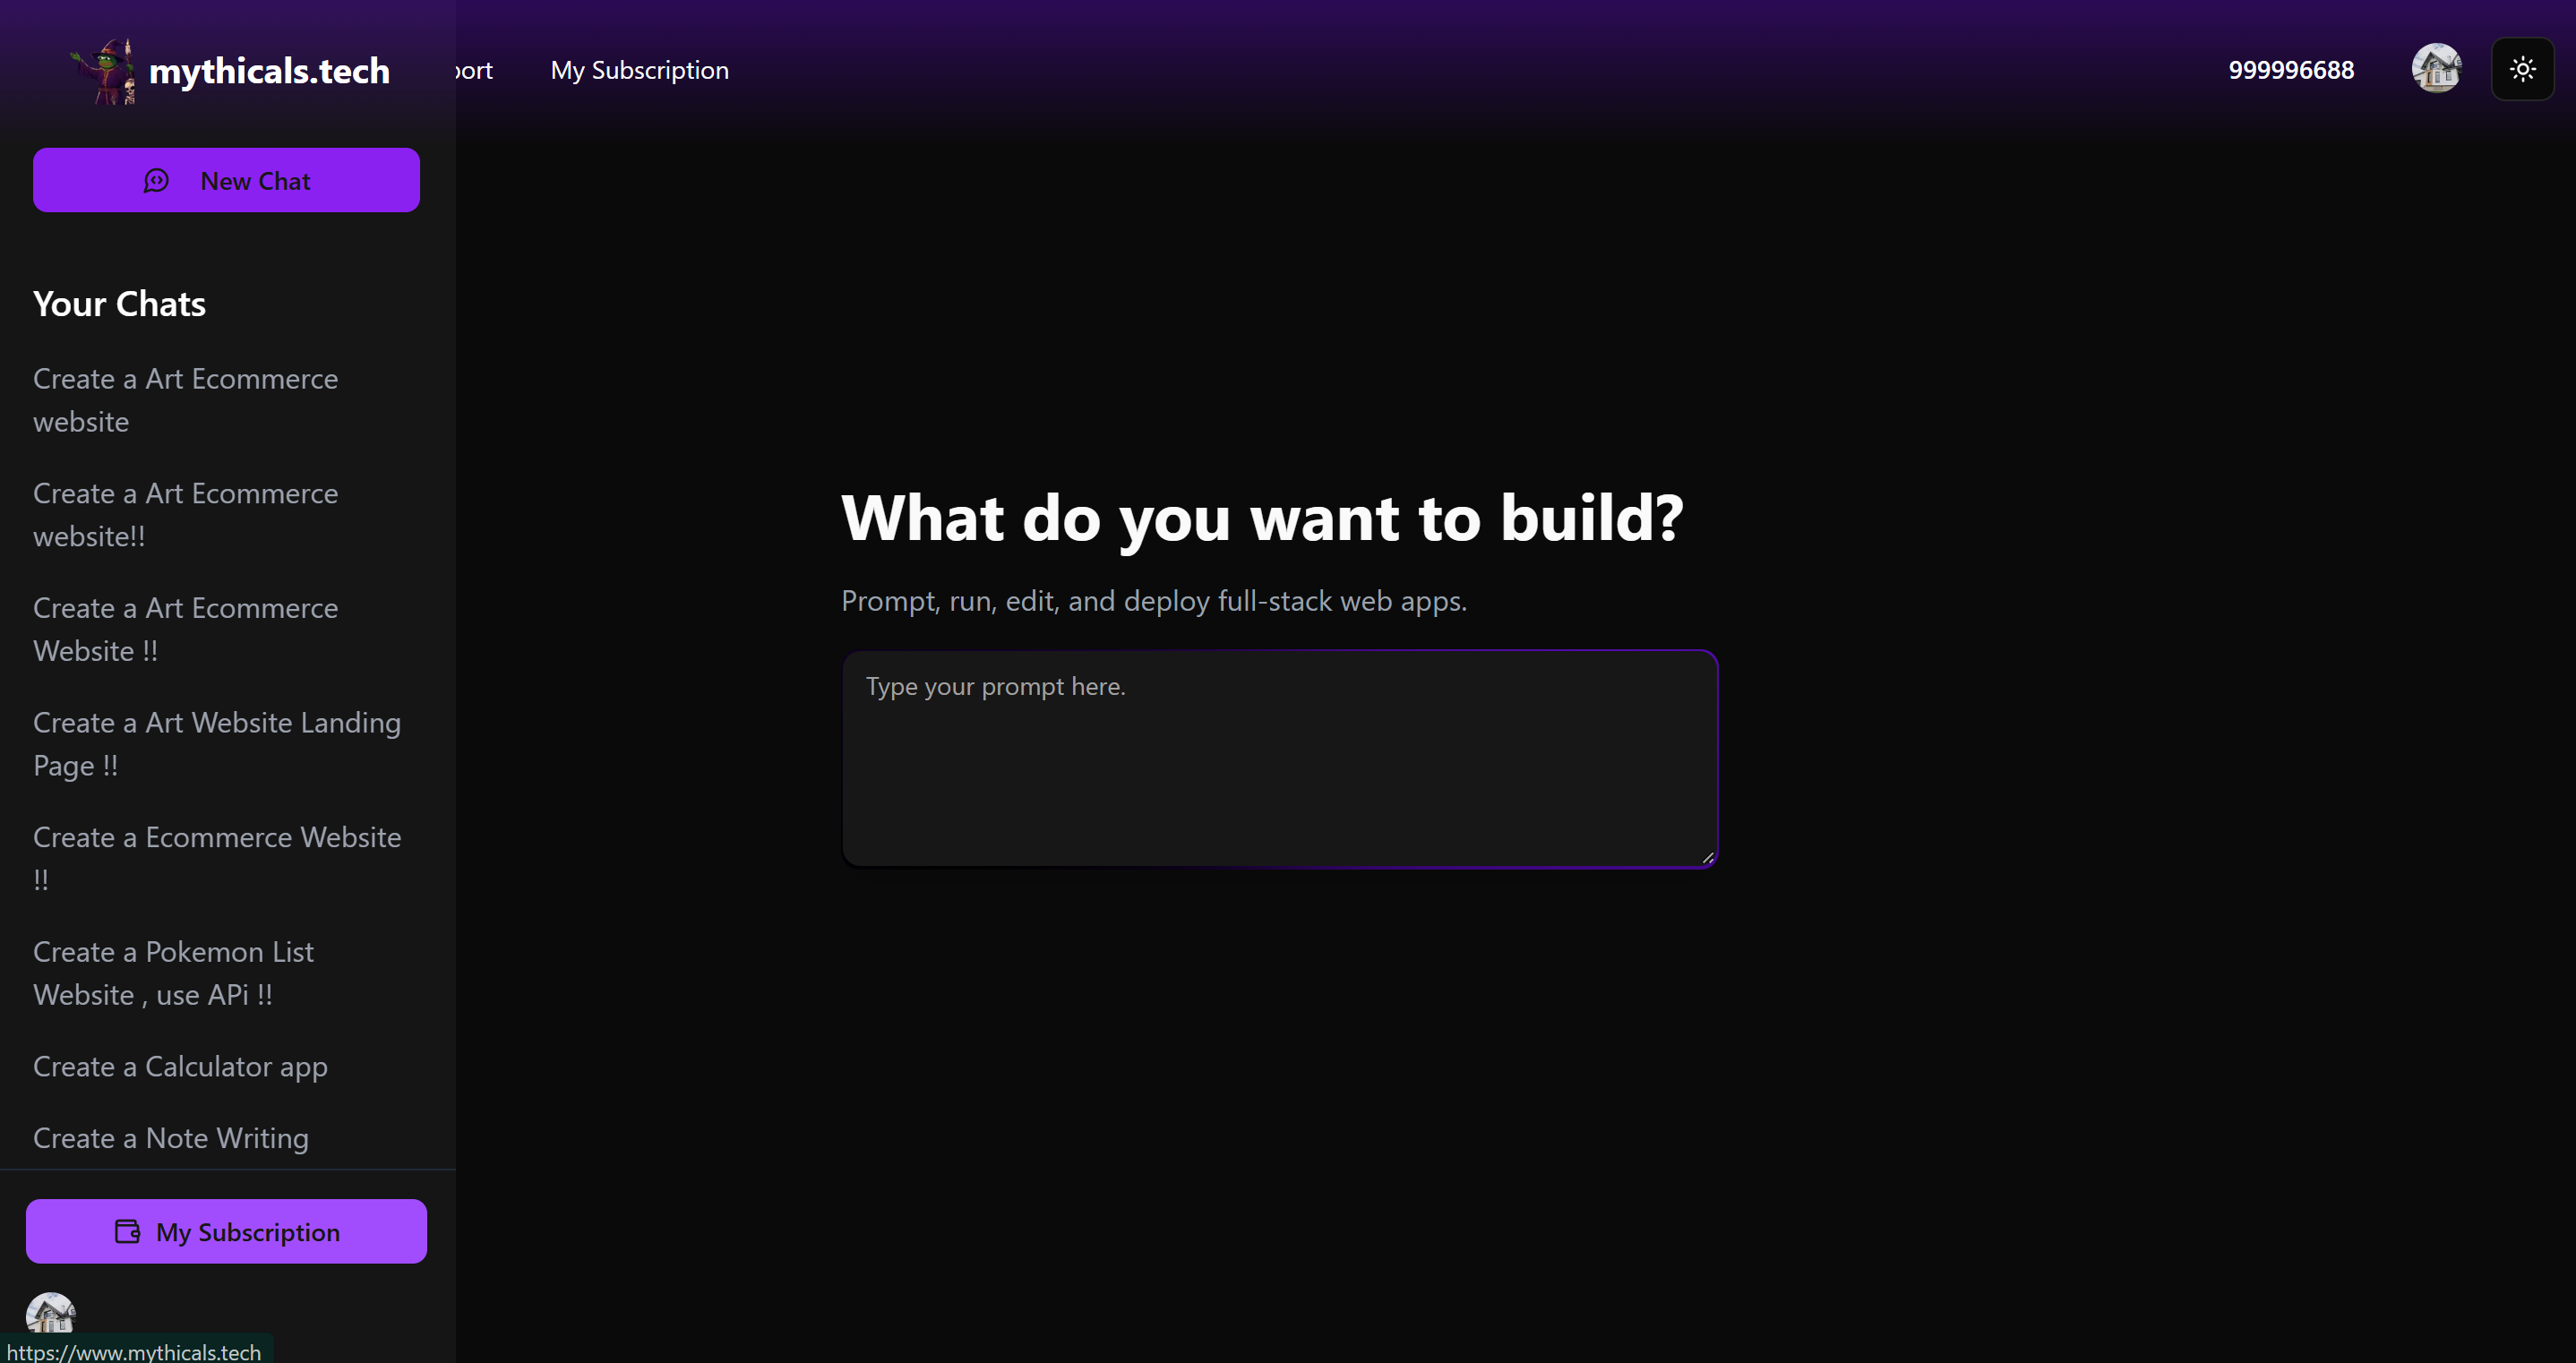 mythicals.tech
port
My Subscription
999996688
New Chat
Your Chats
Create a Art Ecommerce
website
Create a Art Ecommerce
website!!
Create a Art Ecommerce
Website !!
Create a Art Website Landing
Page !!
Create a Ecommerce Website
!!
Create a Pokemon List
Website , use APi !!
Create a Calculator app
Create a Note Writing
My Subscription
https://www.mythicals.tech
What do you want to build?
Prompt, run, edit, and deploy full-stack web apps.
Type your prompt here.